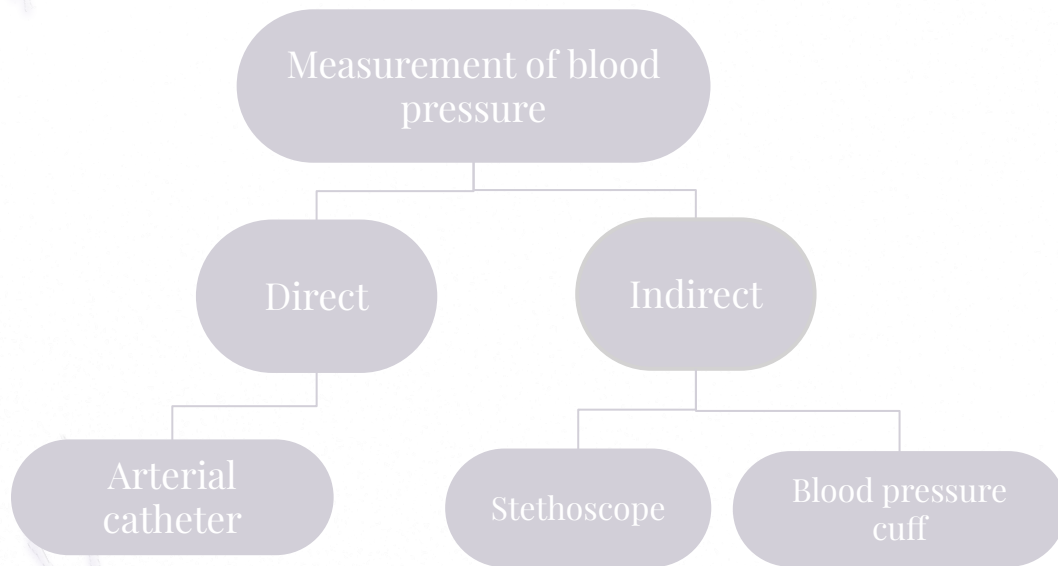 Measurement of blood
pressure
Direct
Indirect
Arterial
catheter
Stethoscope
Blood pressure
cuff